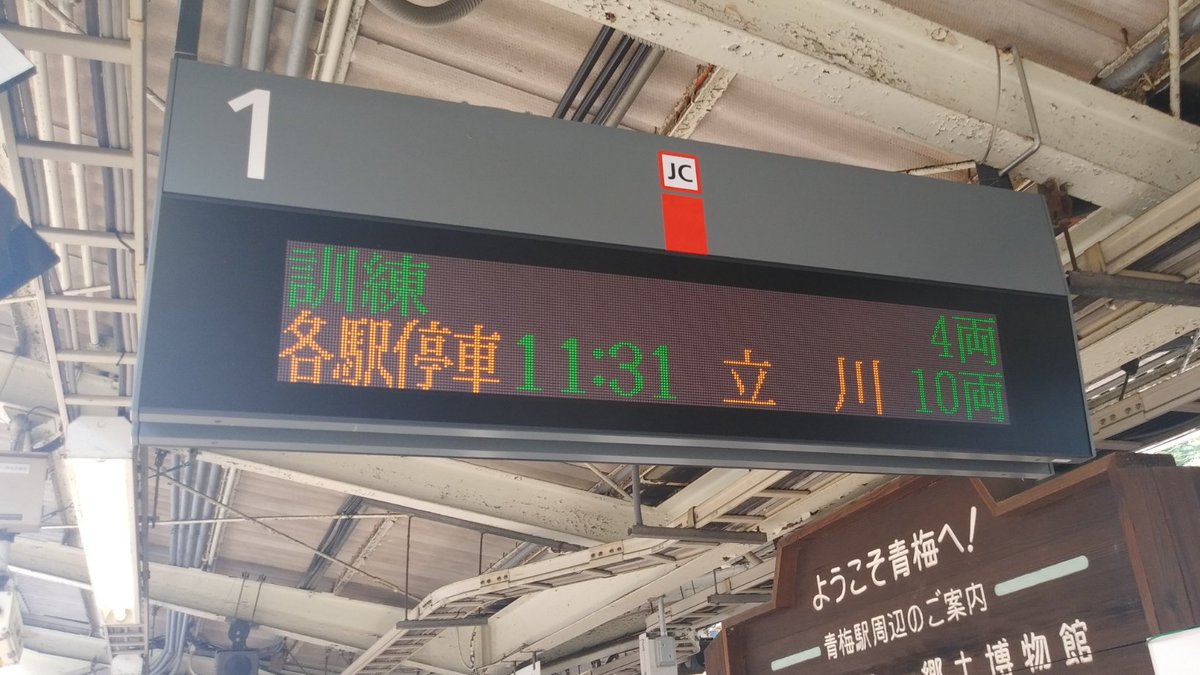 1
JC
訓練 4両
各駅停車 11:31 立川 10両
ようこそ青梅へ!
青梅駅周辺のご案内
郷土博物館